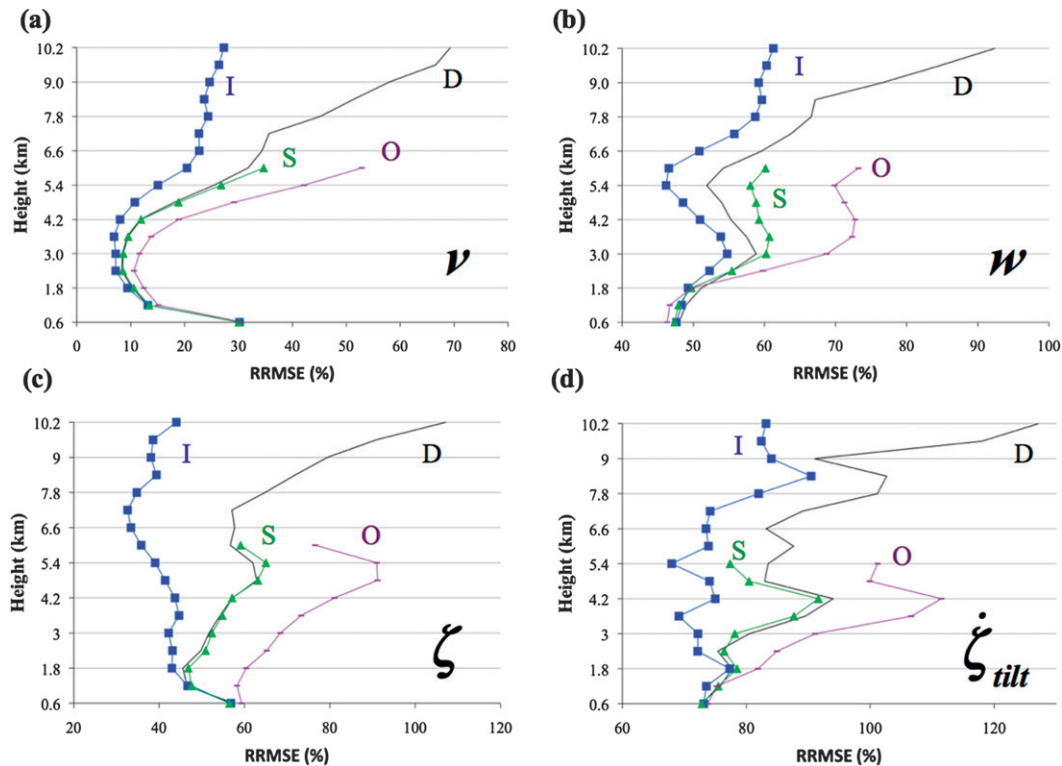 (a)
10.2
9.0
7.8
6.6
5.4
4.2
3.0
1.8
0.6
Height (km)
I
D
S
O
v
0 10 20 30 40 50 60 70 80
RRMSE (%)
(b)
10.2
9.0
7.8
6.6
5.4
4.2
3.0
1.8
0.6
Height (km)
I
D
O
S
w
40 50 60 70 80 90 100
RRMSE (%)
(c)
10.2
9
7.8
6.6
5.4
4.2
3
1.8
0.6
Height (km)
I
D
S
O
ζ
20 40 60 80 100 120
RRMSE (%)
(d)
10.2
9
7.8
6.6
5.4
4.2
3
1.8
0.6
Height (km)
I
D
S
O
ζ̇ tilt
60 80 100 120
RRMSE (%)